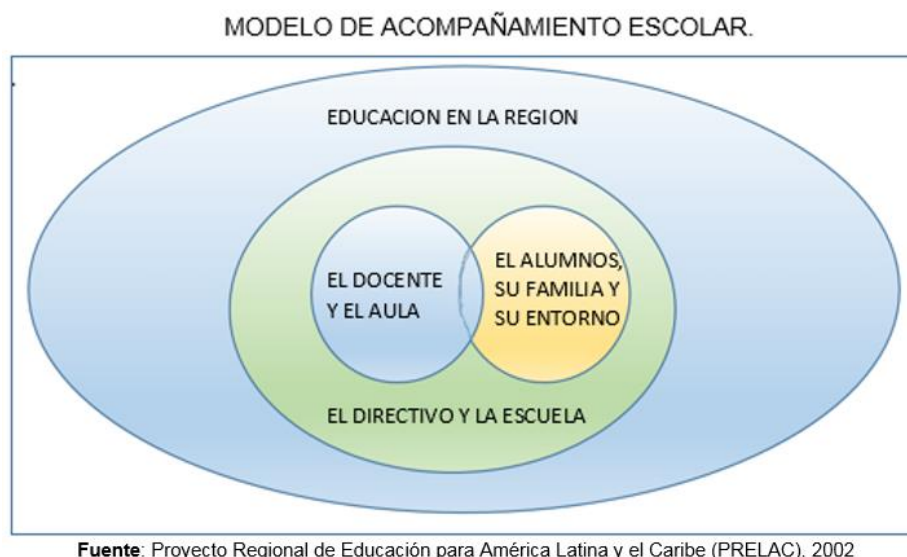 MODELO DE ACOMPAÑAMIENTO ESCOLAR.
EDUCACION EN LA REGION
EL DOCENTE
Y EL AULA
EL ALUMNOS,
SU FAMILIA Y
SU ENTORNO
EL DIRECTIVO Y LA ESCUELA
Fuente: Proyecto Regional de Educación para América Latina y el Caribe (PRELAC). 2002